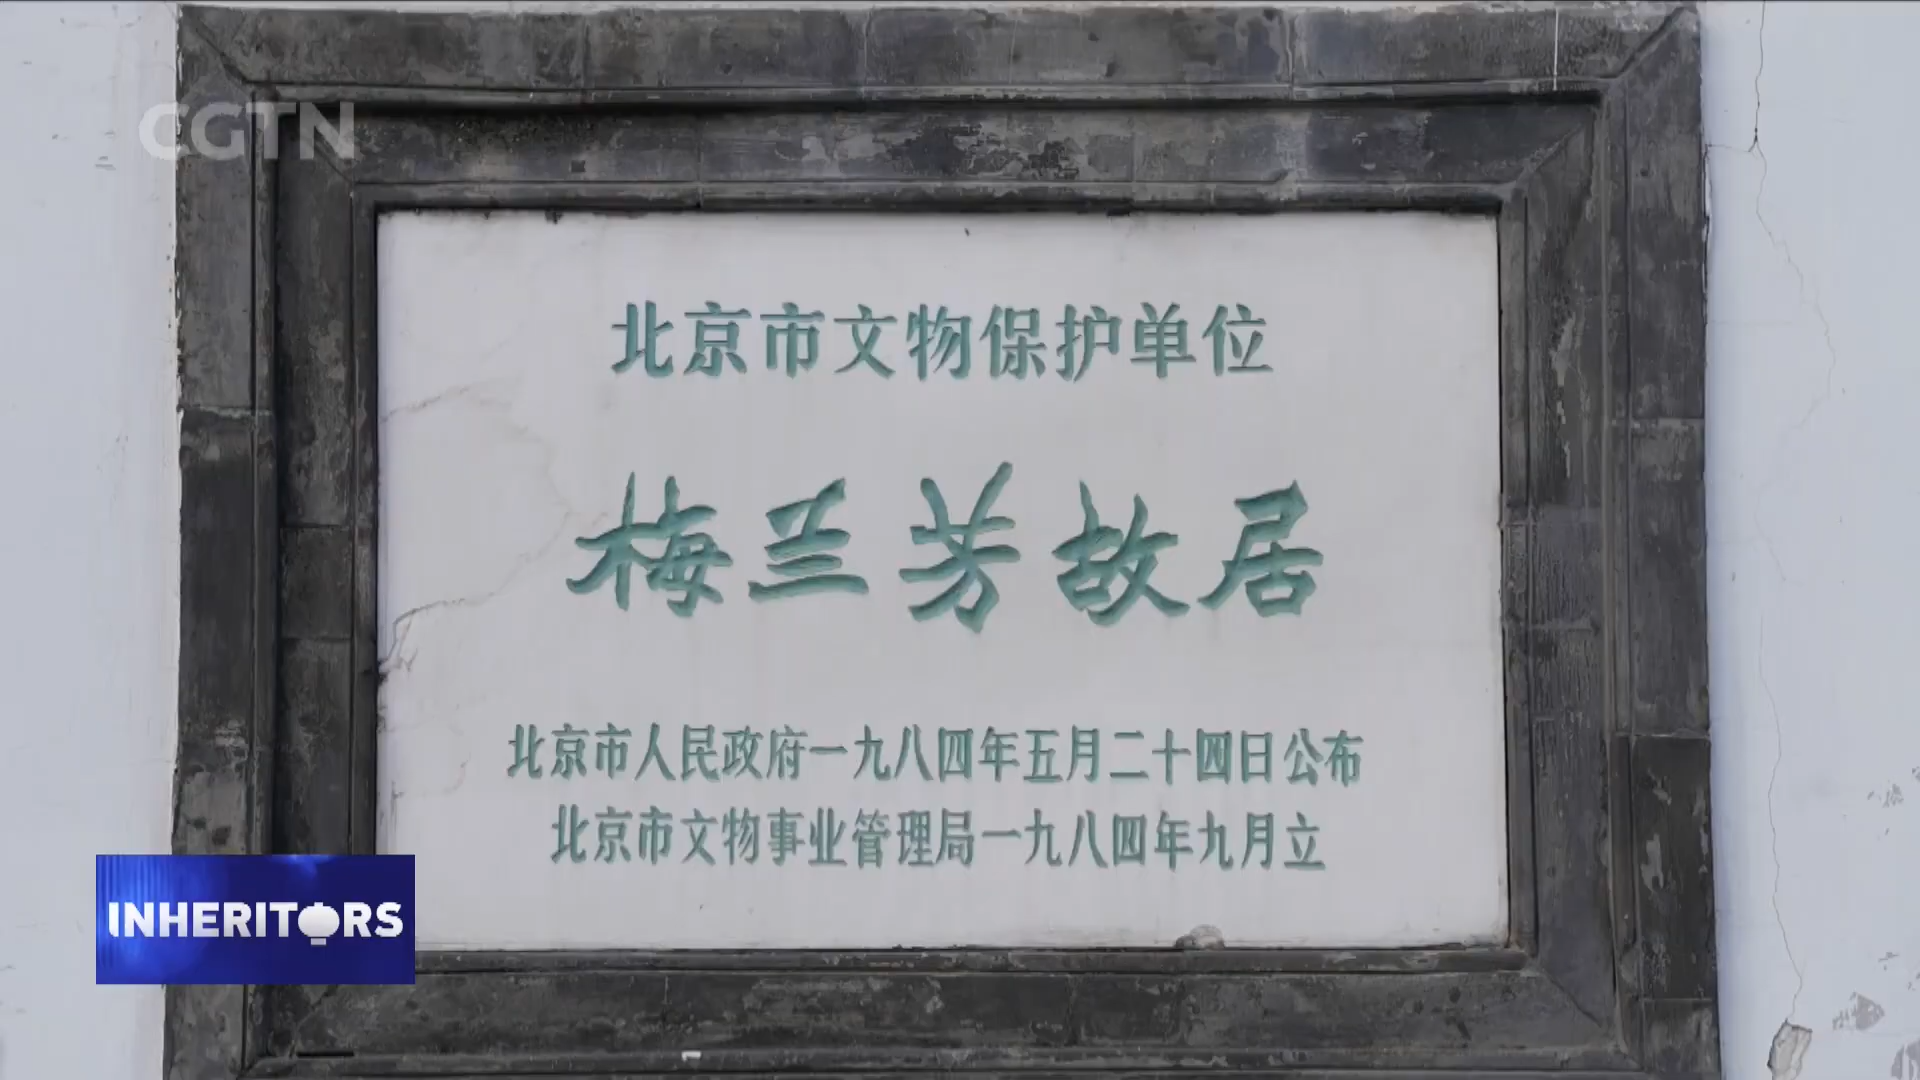 CGTN
北京市文物保护单位
梅兰芳故居
北京市人民政府一九八四年五月二十四日公布
北京市文物事业管理局一九八四年九月立
INHERITORS